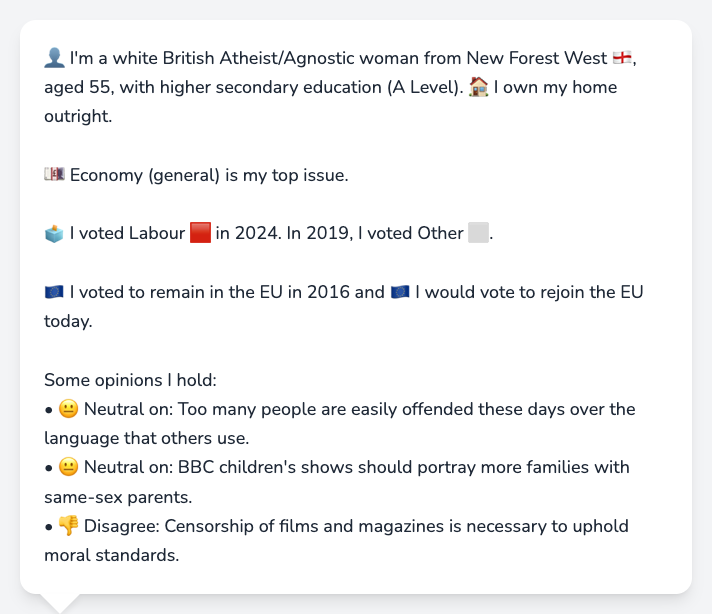 👤 I'm a white British Atheist/Agnostic woman from New Forest West 🏴󠁧󠁢󠁥󠁮󠁧󠁿,
aged 55, with higher secondary education (A Level). 🏠 I own my home
outright.
💷 Economy (general) is my top issue.
🗳️ I voted Labour 🟥 in 2024. In 2019, I voted Other ⬜.
🇪🇺 I voted to remain in the EU in 2016 and 🇪🇺 I would vote to rejoin the EU
today.
Some opinions I hold:
• 😐 Neutral on: Too many people are easily offended these days over the
language that others use.
• 😐 Neutral on: BBC children's shows should portray more families with
same-sex parents.
• 👎 Disagree: Censorship of films and magazines is necessary to uphold
moral standards.